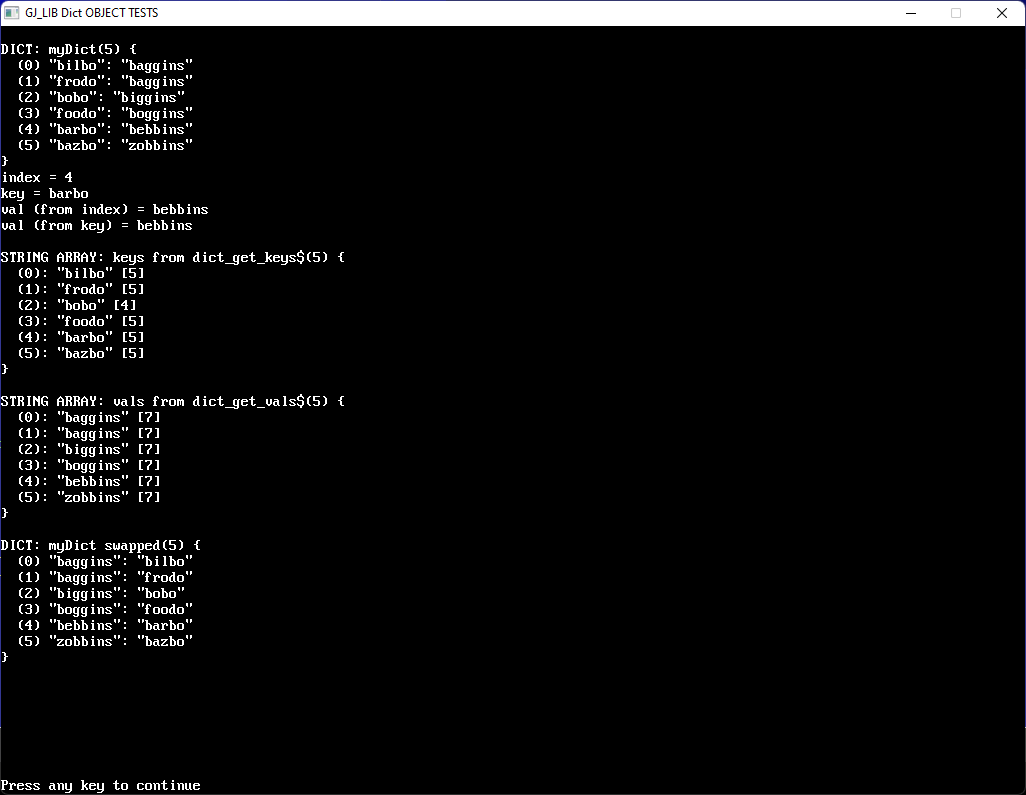 GJ_LIB Dict OBJECT TESTS
DICT: myDict(5) {
(0) "bilbo": "baggins"
(1) "frodo": "baggins"
(2) "bobo": "biggins"
(3) "foodo": "boggins"
(4) "barbo": "bebbins"
(5) "bazbo": "zobbins"
}
index = 4
key = barbo
val (from index) = bebbins
val (from key) = bebbins
STRING ARRAY: keys from dict_get_keys$(5) {
(0): "bilbo" [5]
(1): "frodo" [5]
(2): "bobo" [4]
(3): "foodo" [5]
(4): "barbo" [5]
(5): "bazbo" [5]
}
STRING ARRAY: vals from dict_get_vals$(5) {
(0): "baggins" [7]
(1): "baggins" [7]
(2): "biggins" [7]
(3): "boggins" [7]
(4): "bebbins" [7]
(5): "zobbins" [7]
}
DICT: myDict swapped(5) {
(0) "baggins": "bilbo"
(1) "baggins": "frodo"
(2) "biggins": "bobo"
(3) "boggins": "foodo"
(4) "bebbins": "barbo"
(5) "zobbins": "bazbo"
}
Press any key to continue